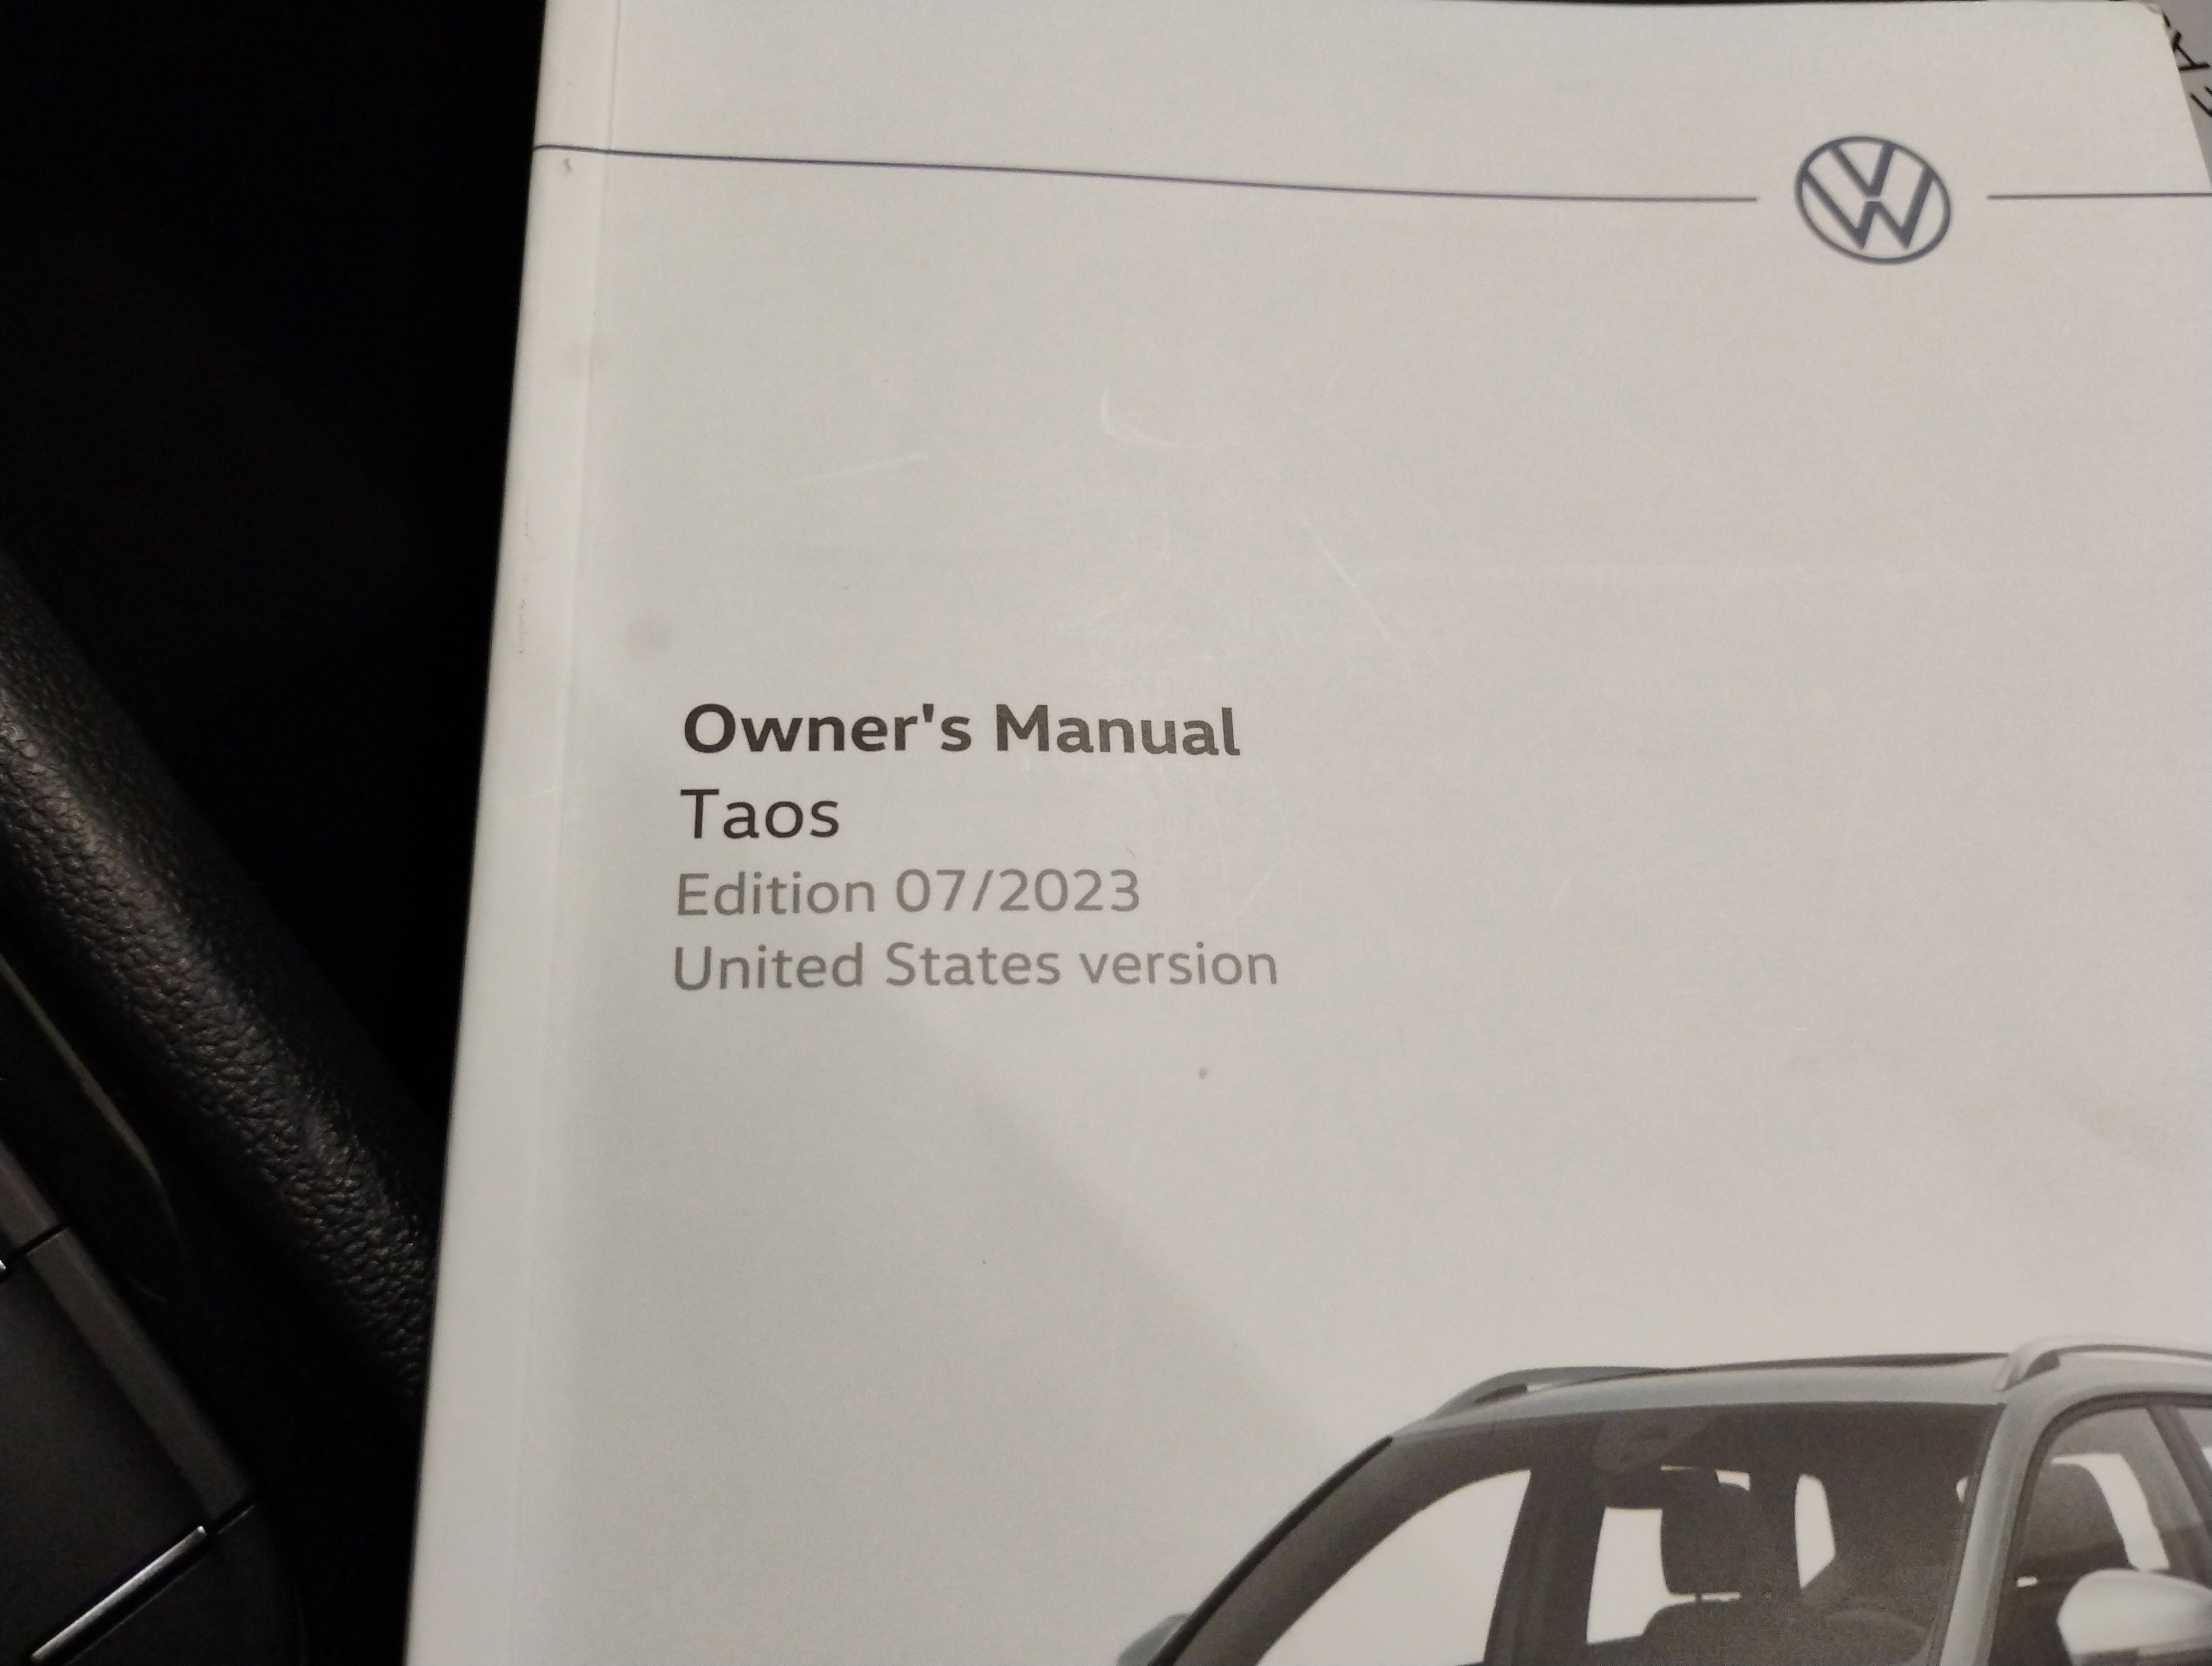 Owner's Manual
Taos
Edition 07/2023
United States version